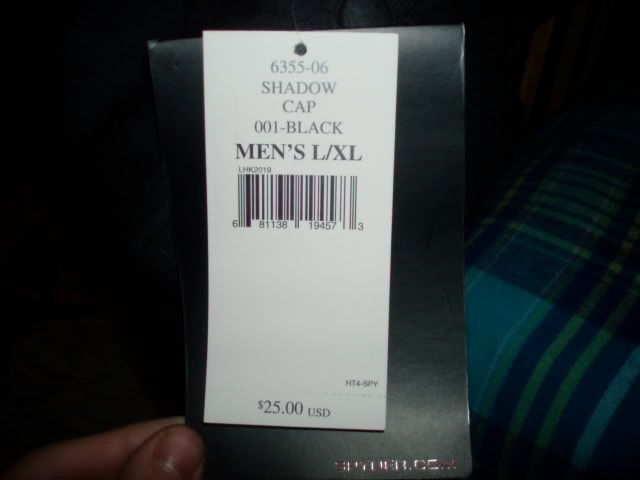 6355-06
SHADOW
CAP
001-BLACK
MEN'S L/XL
LHK2019
6 81138 19457 3
HT4-SPY
$25.00 USD
SPYDER.COM